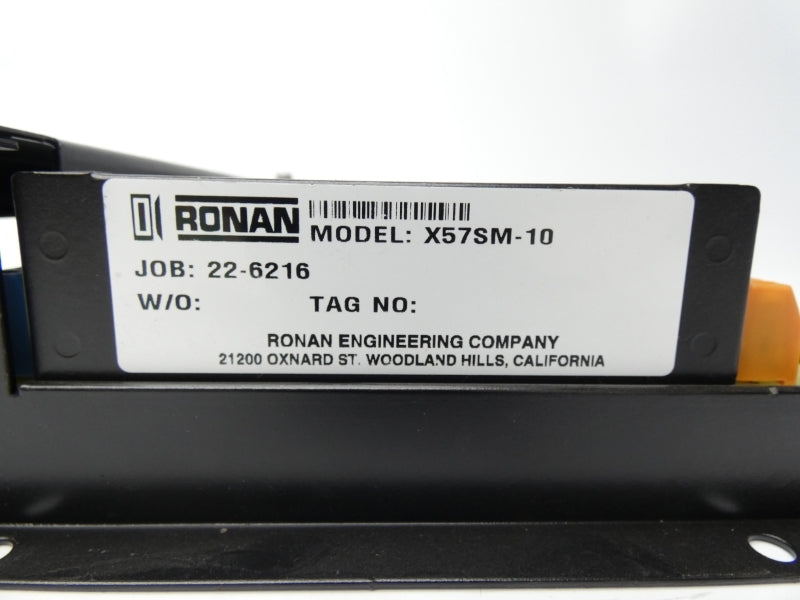 RONAN
MODEL: X57SM-10
JOB: 22-6216
W/O: TAG NO:
RONAN ENGINEERING COMPANY
21200 OXNARD ST. WOODLAND HILLS, CALIFORNIA